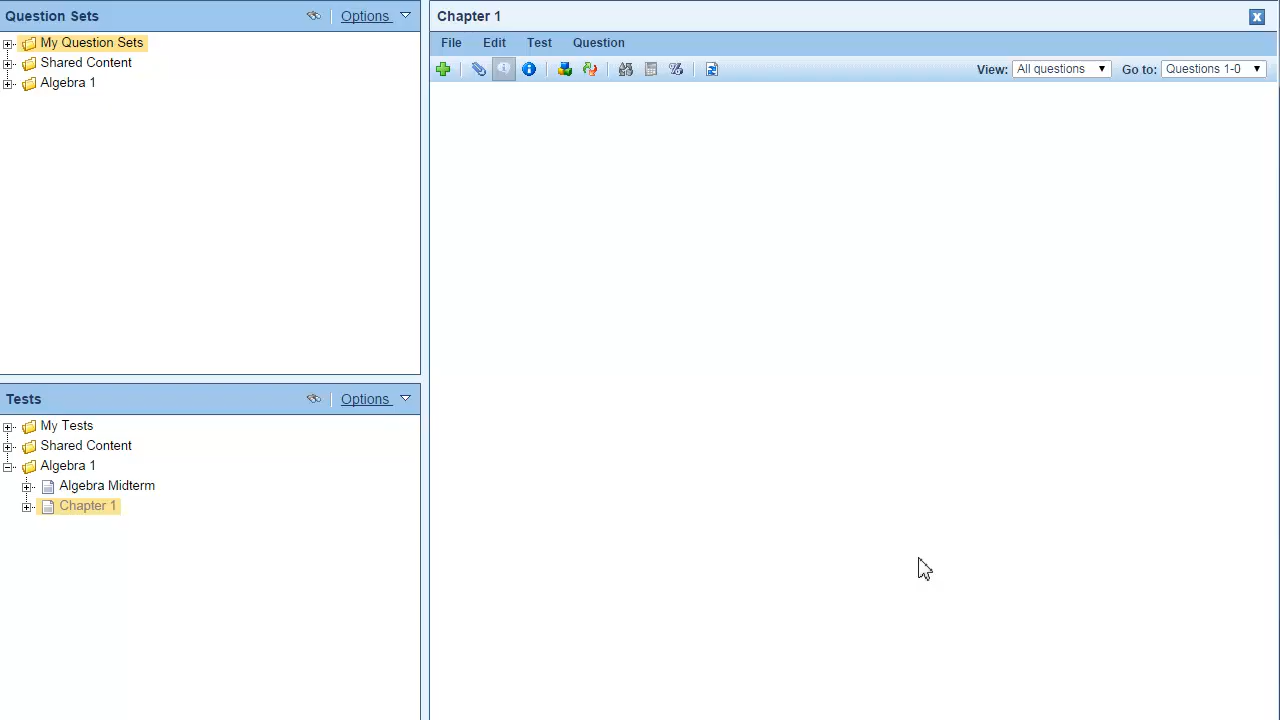 Question Sets
Options
My Question Sets
Shared Content
Algebra 1
Tests
Options
My Tests
Shared Content
Algebra 1
Algebra Midterm
Chapter 1
Chapter 1
x
File Edit Test Question
View: All questions Go to: Questions 1-0